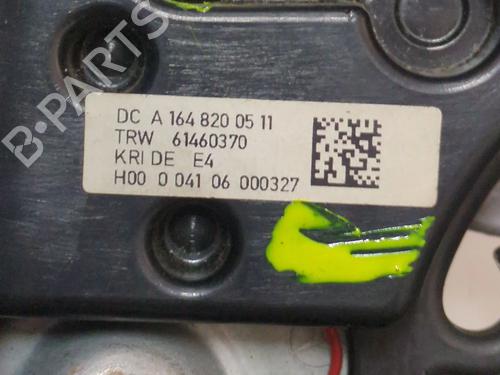 B-PARTS
DC A 164 820 05 11
TRW 61460370
KRI DE E4
H00 0 041 06 000327